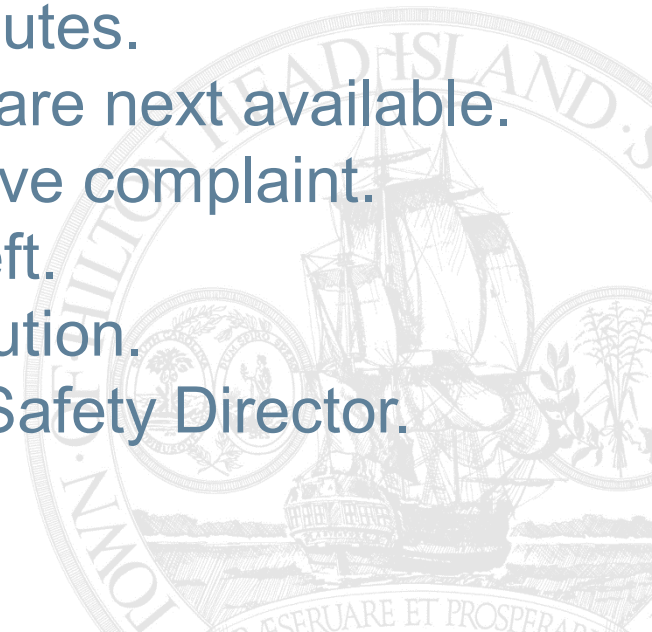 utes.
are next available.
ve complaint.
eft.
ution.
Safety Director.
TOWN OF HILTON HEAD ISLAND · S
ESERUARE ET PROSPERAR